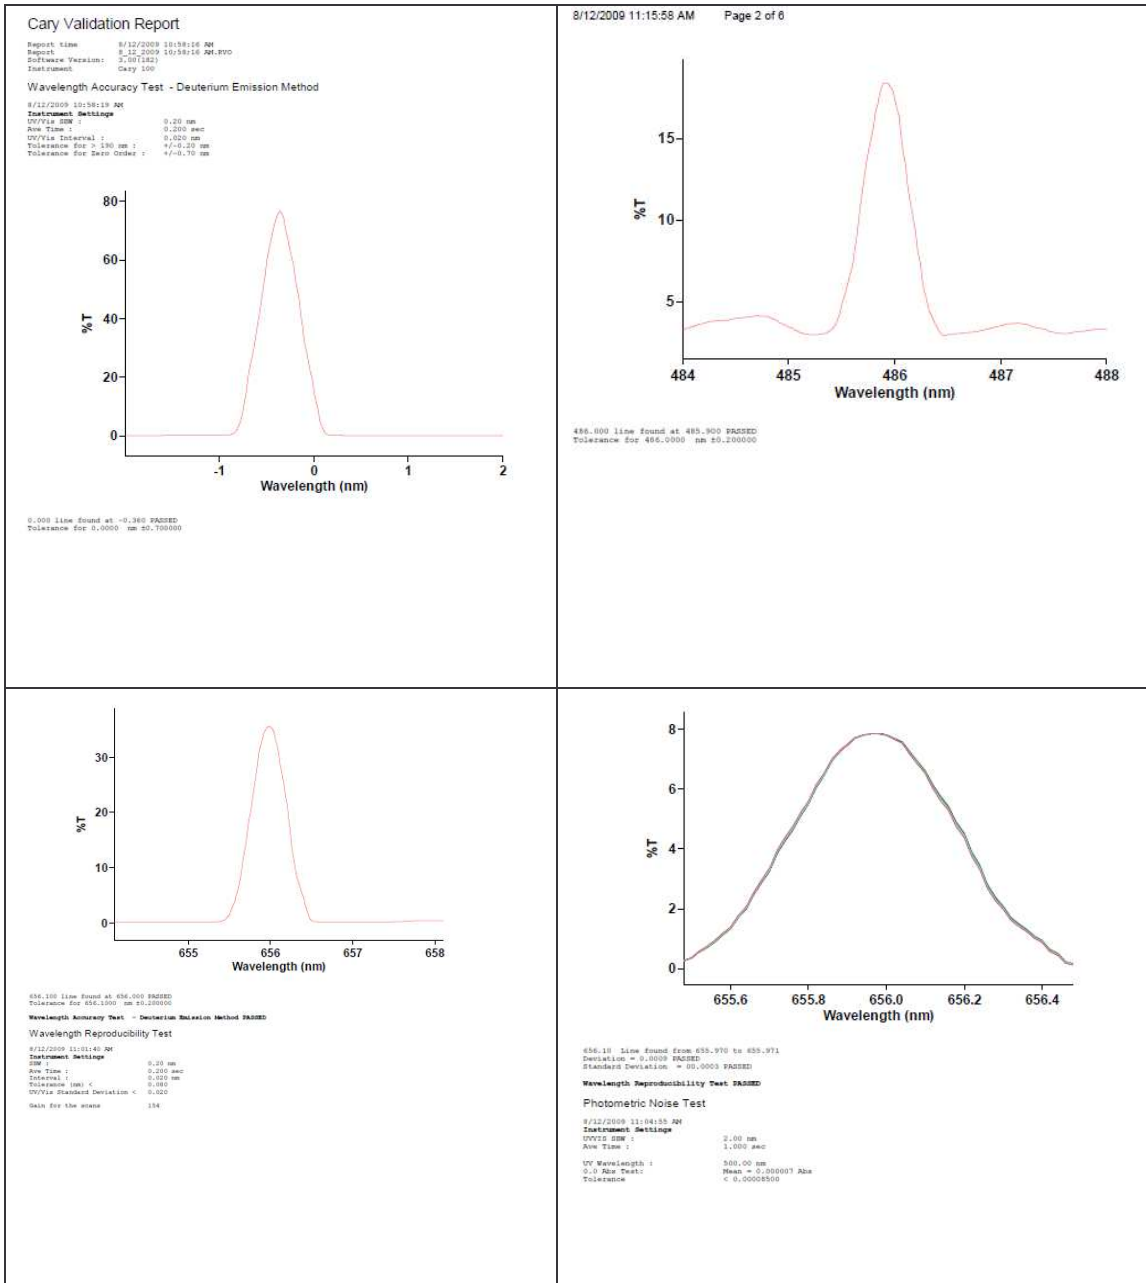 Cary Validation Report
Report time 8/12/2009 10:58:16 AM
Report 8_12_2009 10:58:16 AM.RVO
Software Version: 3.00(182)
Instrument Cary 100
Wavelength Accuracy Test - Deuterium Emission Method
8/12/2009 10:58:19 AM
Instrument Settings
UV/Vis SBW : 0.20 nm
Ave Time : 0.200 sec
UV/Vis Interval : 0.020 nm
Tolerance for > 190 nm : +/-0.20 nm
Tolerance for Zero Order : +/-0.70 nm
80
60
40
20
0
%T
-1 0 1 2
Wavelength (nm)
0.000 line found at -0.360 PASSED
Tolerance for 0.0000 nm ±0.700000
8/12/2009 11:15:58 AM Page 2 of 6
15
10
5
%T
484 485 486 487 488
Wavelength (nm)
486.000 line found at 485.900 PASSED
Tolerance for 486.0000 nm ±0.200000
30
20
10
0
%T
655 656 657 658
Wavelength (nm)
656.100 line found at 656.000 PASSED
Tolerance for 656.1000 nm ±0.200000
Wavelength Accuracy Test - Deuterium Emission Method PASSED
Wavelength Reproducibility Test
8/12/2009 11:01:40 AM
Instrument Settings
SBW : 0.20 nm
Ave Time : 0.200 sec
Interval : 0.020 nm
Tolerance (nm) < 0.080
UV/Vis Standard Deviation < 0.020
Gain for the scans 154
8
6
4
2
0
%T
655.6 655.8 656.0 656.2 656.4
Wavelength (nm)
656.10 Line found from 655.970 to 655.971
Deviation = 0.0009 PASSED
Standard Deviation = 00.0003 PASSED
Wavelength Reproducibility Test PASSED
Photometric Noise Test
8/12/2009 11:04:55 AM
Instrument Settings
UVVIS SBW : 2.00 nm
Ave Time : 1.000 sec
UV Wavelength : 500.00 nm
0.0 Abs Test: Mean = 0.000007 Abs
Tolerance < 0.00008500